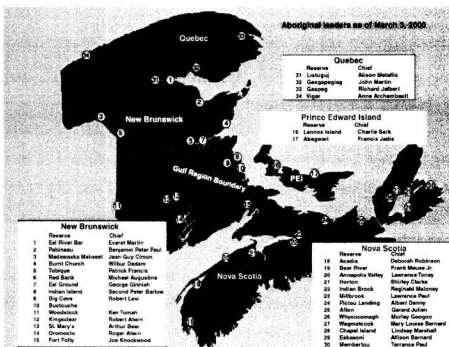 Aboriginal leaders as of March 3, 2000
Quebec
Quebec
Reserve Chief
31 Listuguj Alison Metallic
32 Gesgapegiag John Martin
33 Gaspeg Richard Jalbert
34 Viger Anne Archambault
New Brunswick
Prince Edward Island
Reserve Chief
16 Lennox Island Charlie Sark
17 Abegweit Francis Jadis
Gulf Region Boundary
PEI
New Brunswick
Reserve Chief
1 Eel River Bar Everet Martin
2 Pabineau Benjamin Peter Paul
3 Madawaska Maliseet Jean-Guy Cimon
4 Burnt Church Wilbur Dedam
5 Tobique Patrick Francis
6 Red Bank Michael Augustine
7 Eel Ground George Ginnish
8 Indian Island Second Peter Barlow
9 Big Cove Robert Levi
10 Buctouche
11 Woodstock Ken Tomah
12 Kingsclear Robert Atwin
13 St. Mary's Arthur Bear
14 Oromocto Roger Atwin
15 Fort Folly Joe Knockwood
Nova Scotia
Nova Scotia
Reserve Chief
18 Acadia Deborah Robinson
19 Bear River Frank Meuse Jr.
20 Annapolis Valley Lawrence Toney
21 Horton Shirley Clarke
22 Indian Brook Reginald Maloney
23 Millbrook Lawrence Paul
24 Pictou Landing Albert Denny
25 Afton Gerard Julian
26 Whycocomagh Morley Googoo
27 Wagmatcook Mary Louise Bernard
28 Chapel Island Lindsay Marshall
29 Eskasoni Allison Bernard
30 Membertou Terrance Paul